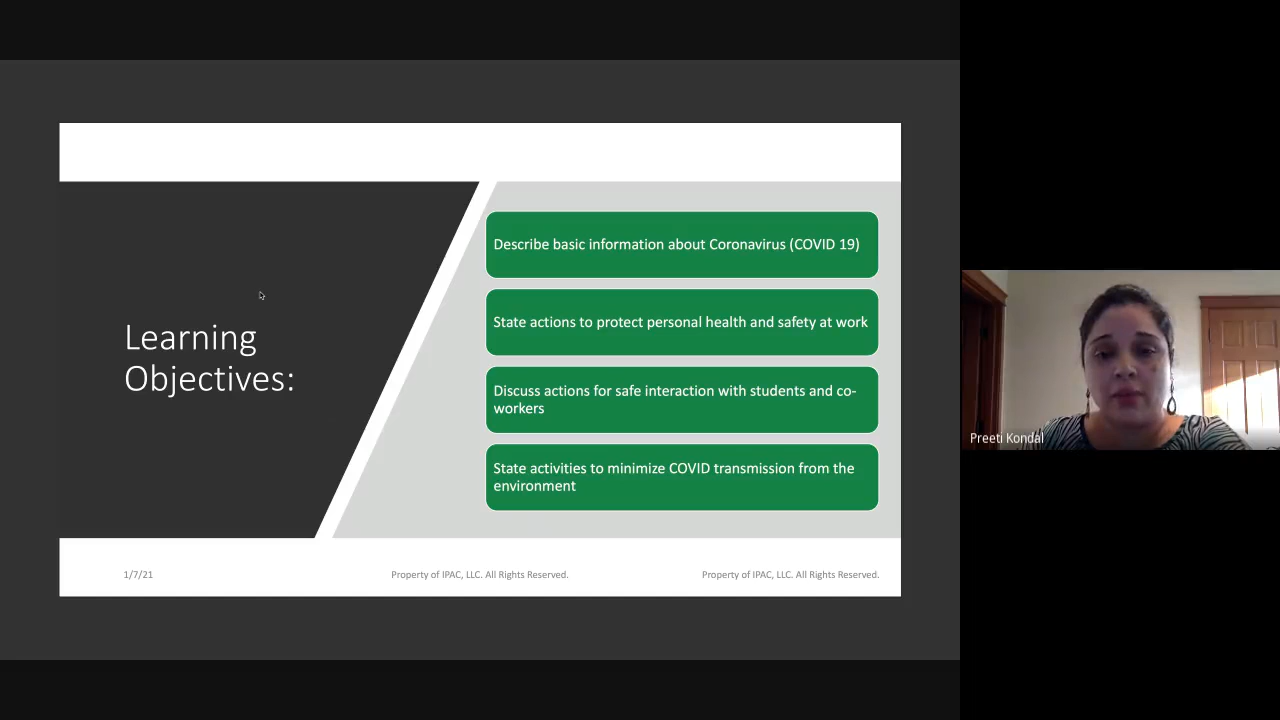 Learning
Objectives:
Describe basic information about Coronavirus (COVID 19)
State actions to protect personal health and safety at work
Discuss actions for safe interaction with students and co-
workers
State activities to minimize COVID transmission from the
environment
1/7/21
Property of IPAC, LLC. All Rights Reserved.
Property of IPAC, LLC. All Rights Reserved.
Preeti Kondal